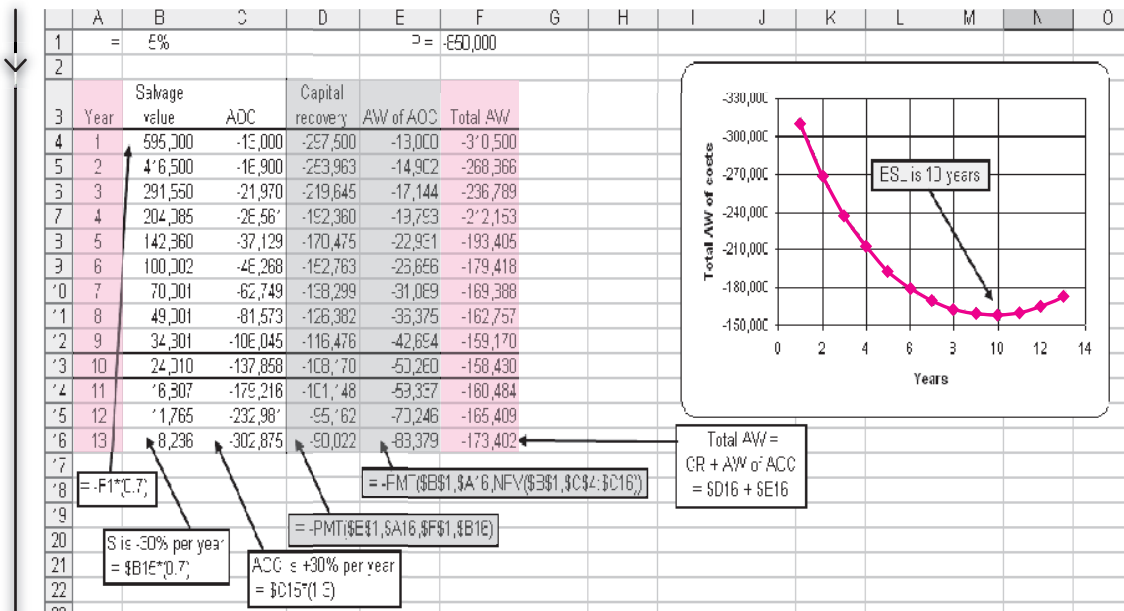 A B C D E F G H I J K L M N O
1 = 5% P = -850,000
2
Salvage Capital
3 Year value AOC recovery AW of AOC Total AW
4 1 595,000 -13,000 -297,500 -13,000 -310,500
5 2 416,500 -16,900 -253,963 -14,902 -268,866
6 3 291,550 -21,970 -219,645 -17,144 -236,789
7 4 204,085 -28,561 -192,360 -19,793 -212,153
8 5 142,860 -37,129 -170,475 -22,931 -193,405
9 6 100,002 -48,268 -152,763 -26,656 -179,418
10 7 70,001 -62,749 -138,299 -31,089 -169,388
11 8 49,001 -81,573 -126,382 -36,375 -162,757
12 9 34,301 -106,045 -116,476 -42,694 -159,170
13 10 24,010 -137,858 -108,170 -50,260 -158,430
14 11 16,807 -179,216 -101,148 -59,337 -160,484
15 12 11,765 -232,981 -95,162 -70,246 -165,409
16 13 8,236 -302,875 -90,022 -83,379 -173,402
17
18
19
20
21
22
= -F1*(0.7)
S is -30% per year
= $B15*(0.7)
AOC is +30% per year
= $C15*(1.3)
= -PMT($B$1,$A16,$F$1,$B16)
= -PMT($B$1,$A16,NPV($B$1,$C$4:$C16))
Total AW =
CR + AW of AOC
= $D16 + $E16
Total AW of costs
-330,000
-300,000
-270,000
-240,000
-210,000
-180,000
-150,000
ESL is 10 years
0 2 4 6 8 10 12 14
Years